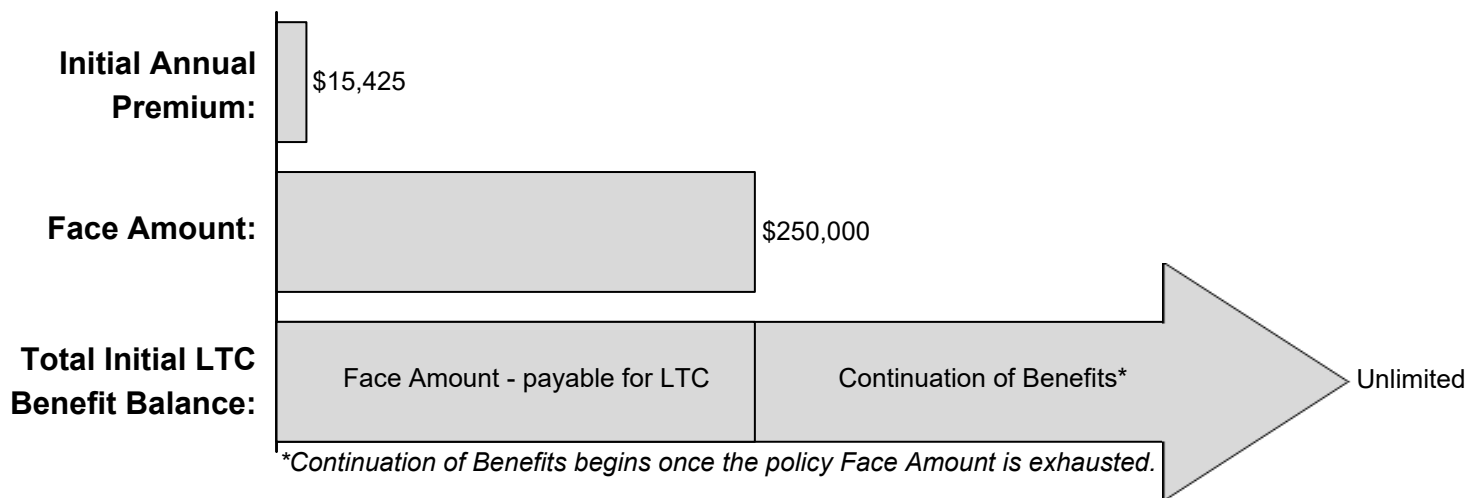 Initial Annual
Premium:
$15,425
Face Amount:
$250,000
Total Initial LTC
Benefit Balance:
Face Amount - payable for LTC
Continuation of Benefits*
Unlimited
*Continuation of Benefits begins once the policy Face Amount is exhausted.